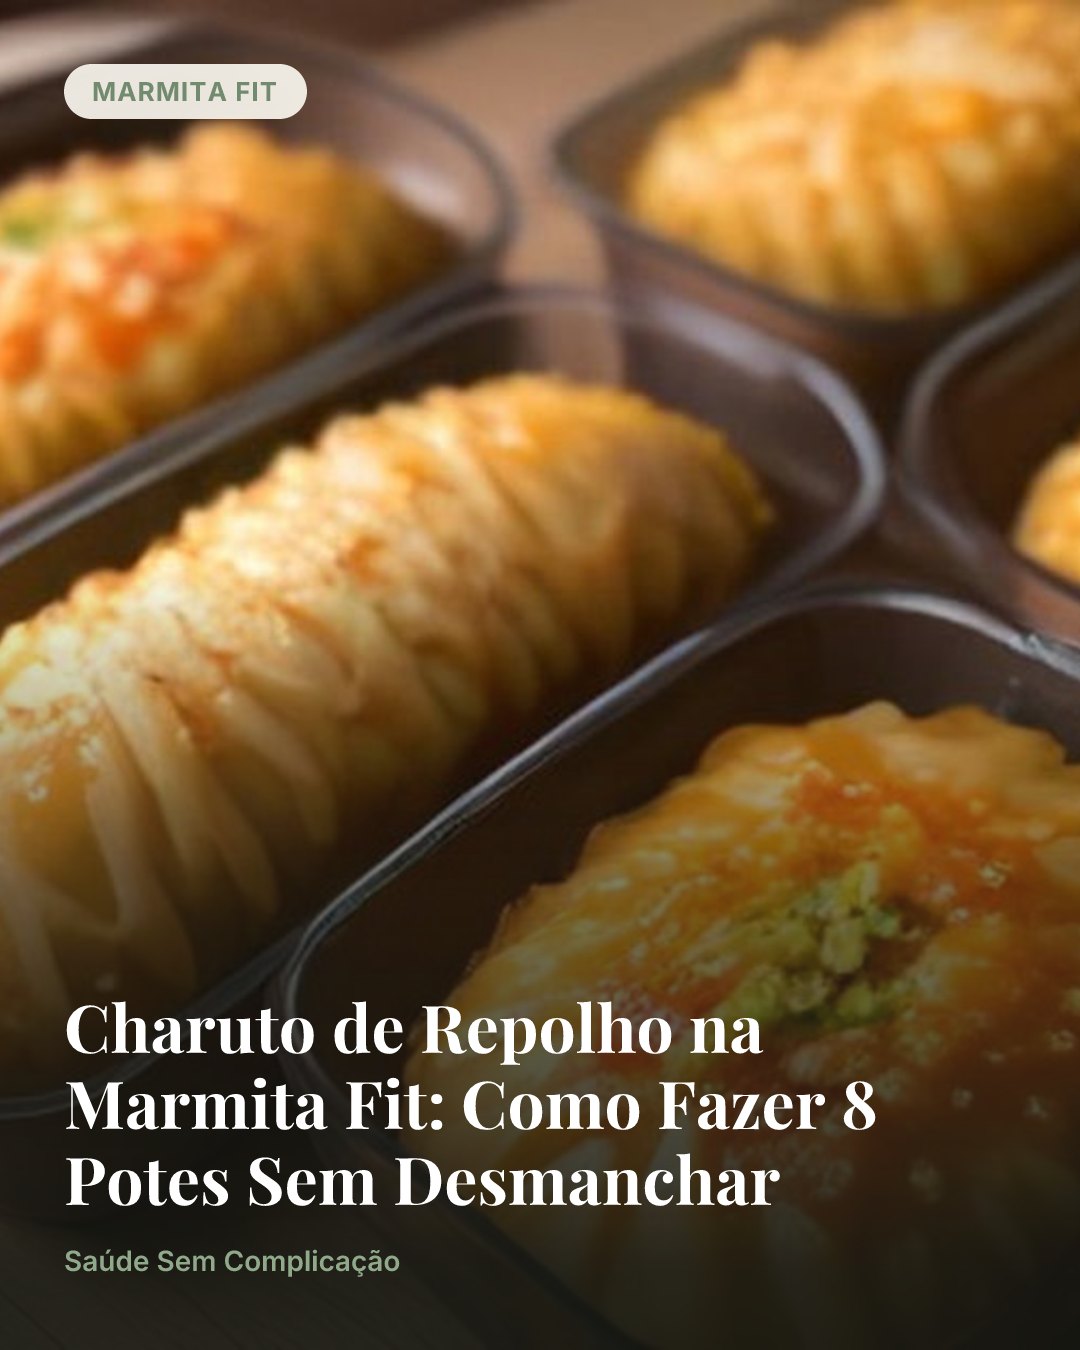 MARMITA FIT
Charuto de Repolho na
Marmita Fit: Como Fazer 8
Potes Sem Desmanchar
Saúde Sem Complicação